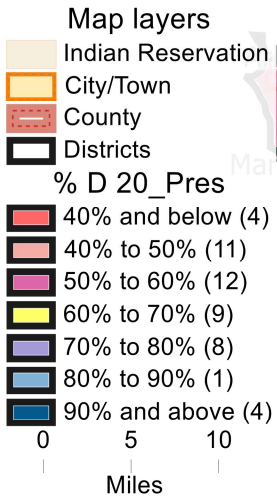 Map layers
Indian Reservation
City/Town
County
Districts
% D 20_Pres
40% and below (4)
40% to 50% (11)
50% to 60% (12)
60% to 70% (9)
70% to 80% (8)
80% to 90% (1)
90% and above (4)
0 5 10
Miles